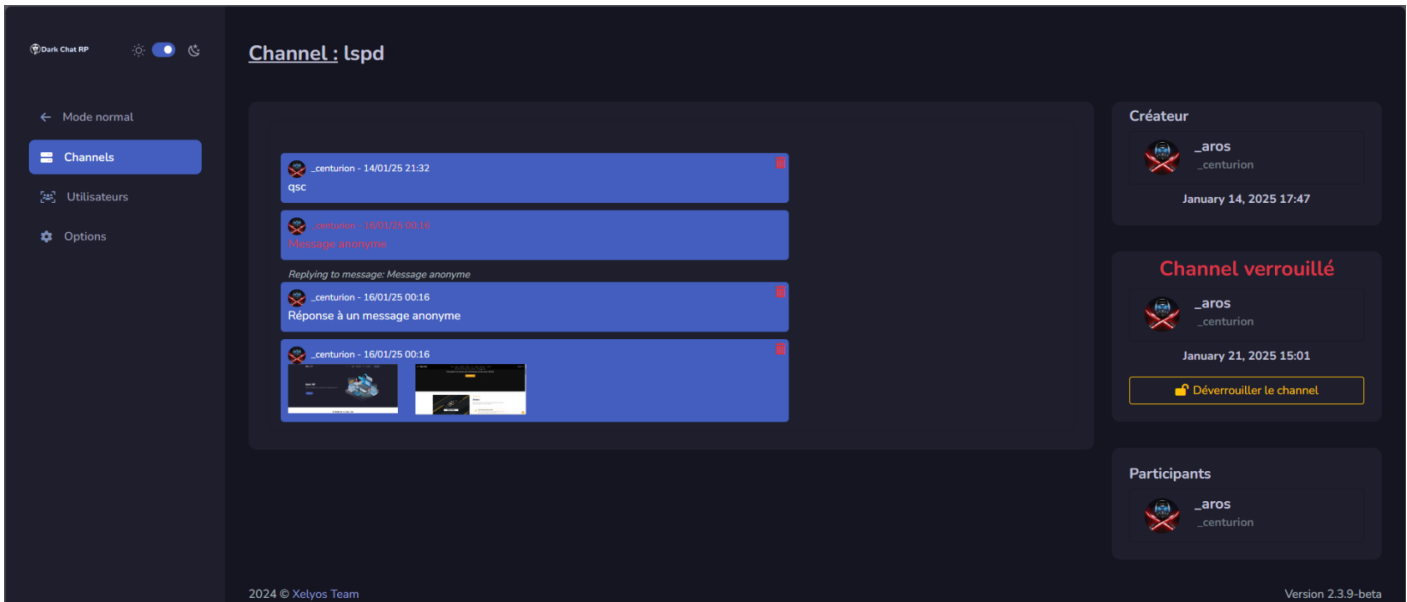 Dark Chat RP
Mode normal
Channels
Utilisateurs
Options
Channel : lspd
_centurion - 14/01/25 21:32
qsc
_centurion - 16/01/25 00:16
Message anonyme
Replying to message: Message anonyme
_centurion - 16/01/25 00:16
Réponse à un message anonyme
_centurion - 16/01/25 00:16
Créateur
_aros
_centurion
January 14, 2025 17:47
Channel verrouillé
_aros
_centurion
January 21, 2025 15:01
Déverrouiller le channel
Participants
_aros
_centurion
2024 © Xelyos Team
Version 2.3.9-beta